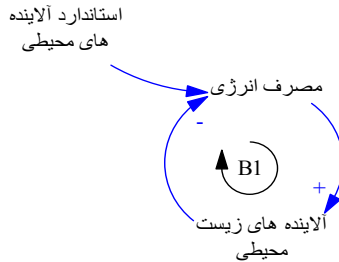 استاندارد آلاینده
های محیطی
مصرف انرژی
-
B1
+
آلاینده های زیست
محیطی